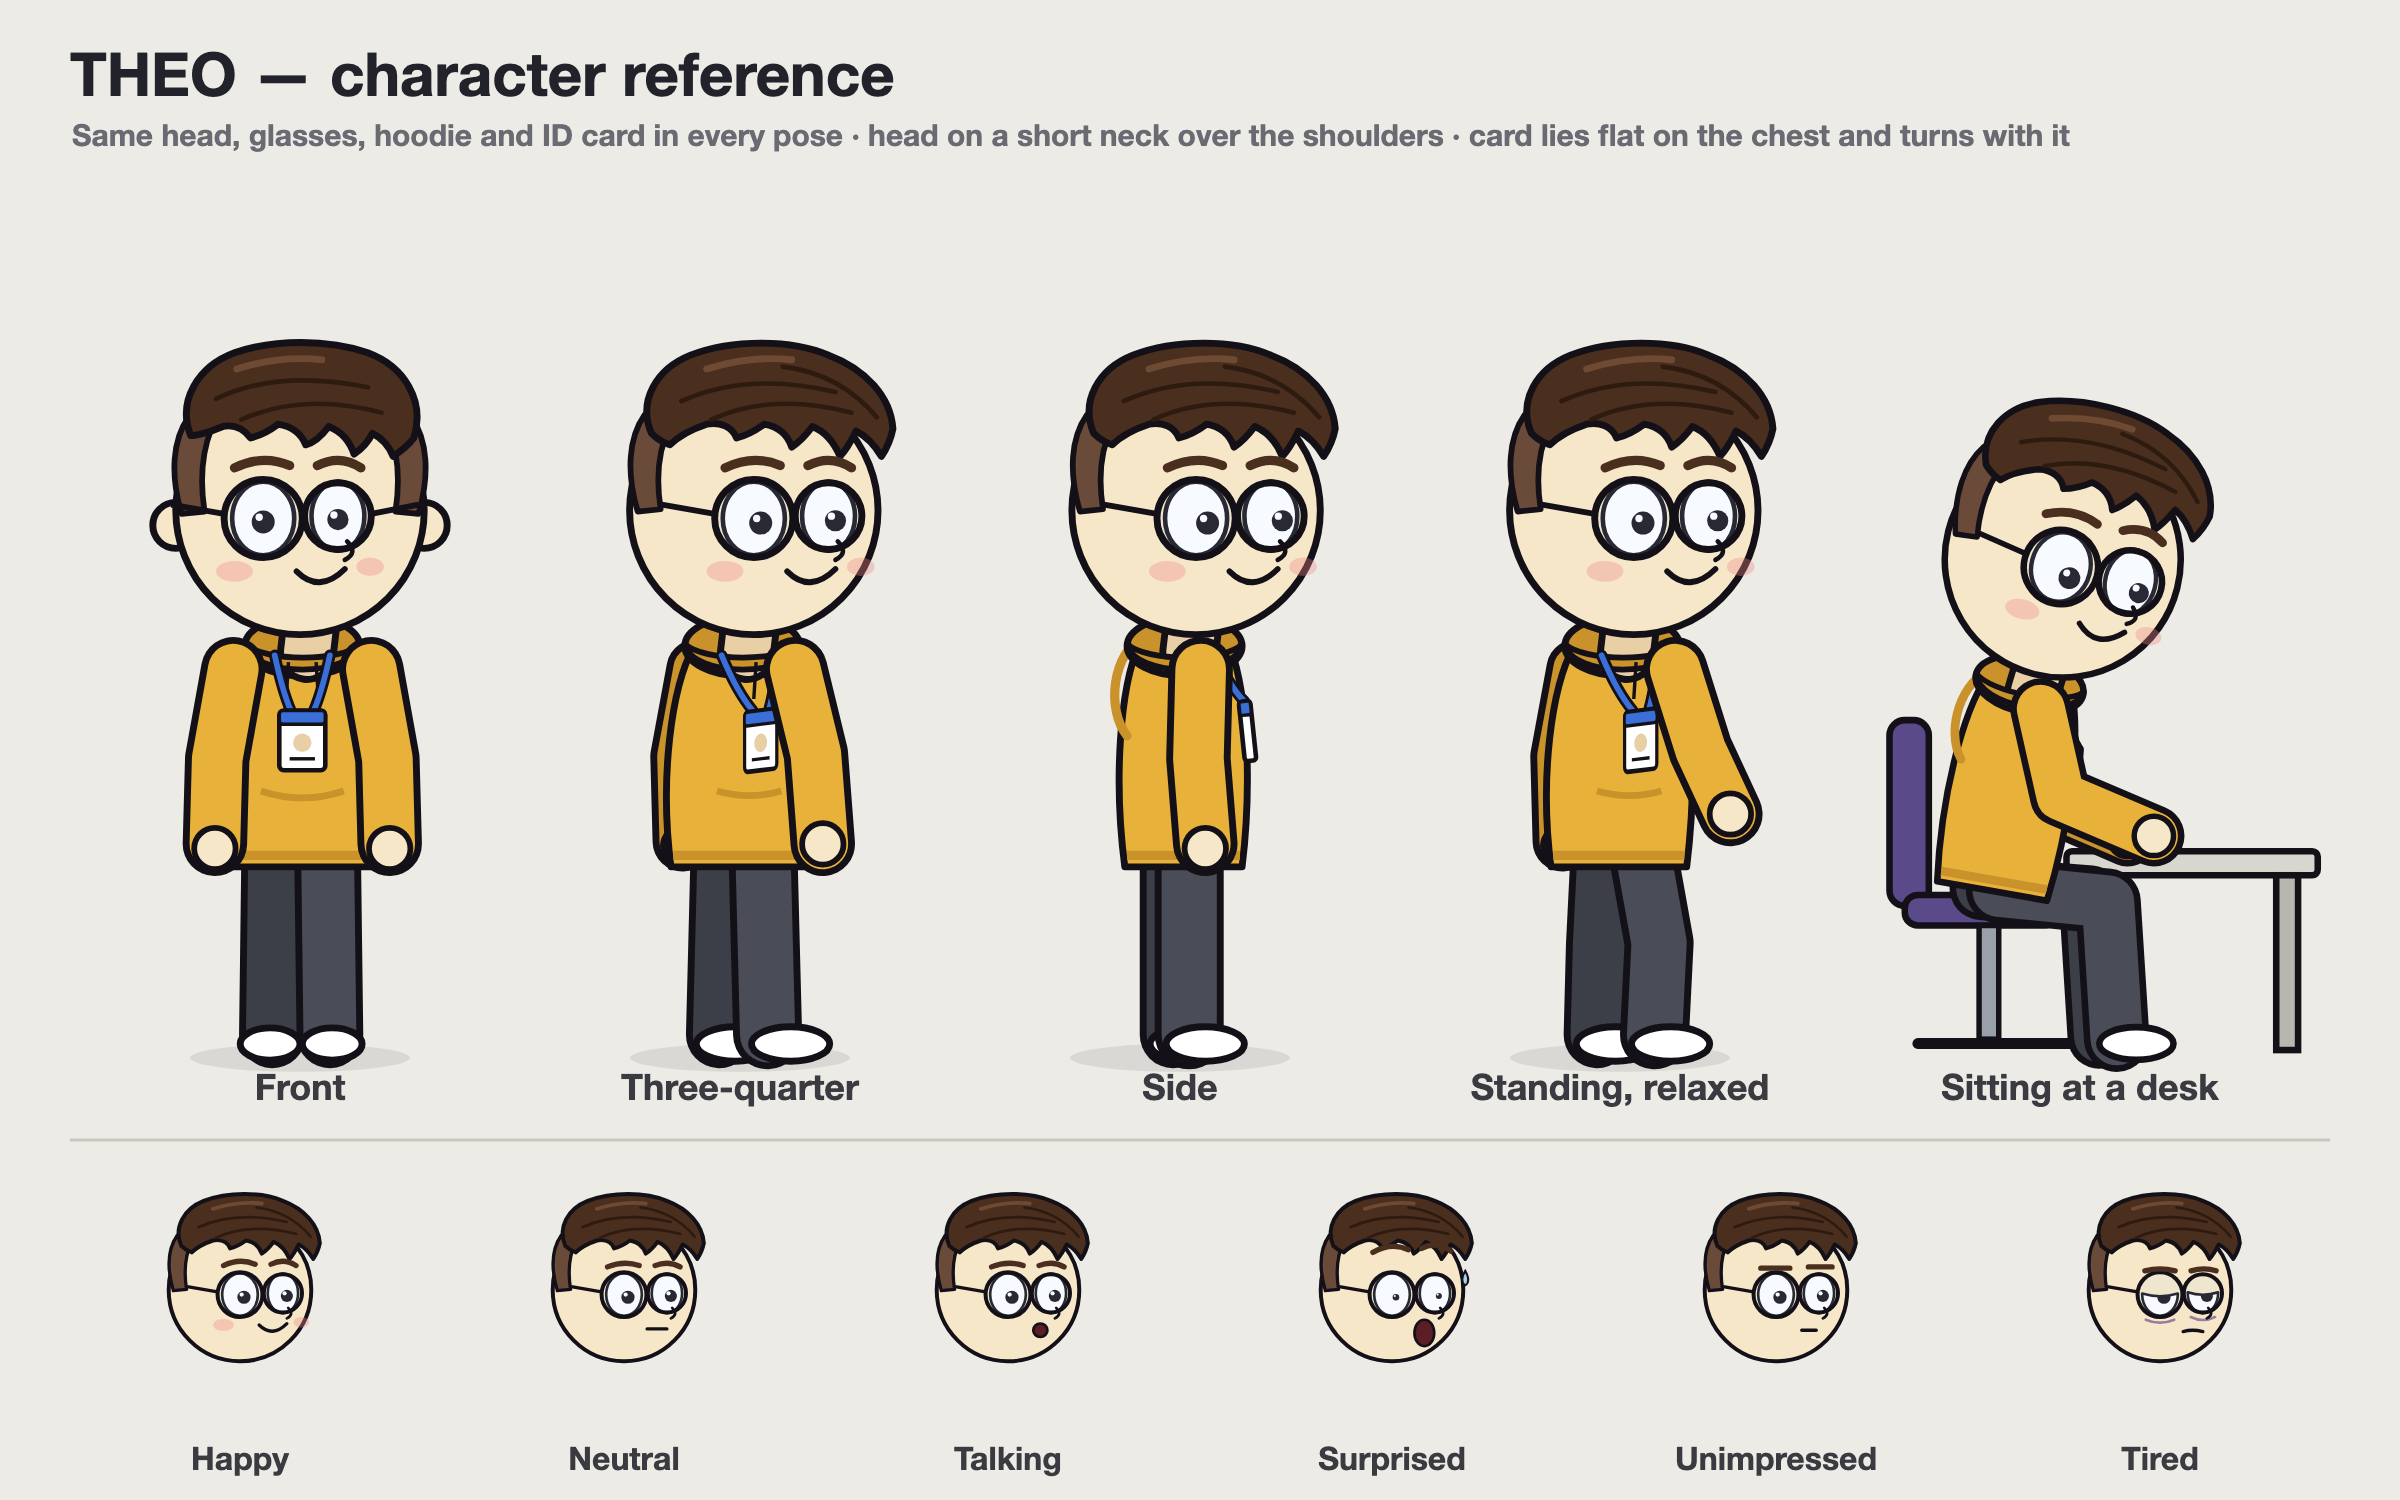 THEO — character reference
Same head, glasses, hoodie and ID card in every pose · head on a short neck over the shoulders · card lies flat on the chest and turns with it
Front
Three-quarter
Side
Standing, relaxed
Sitting at a desk
Happy
Neutral
Talking
Surprised
Unimpressed
Tired